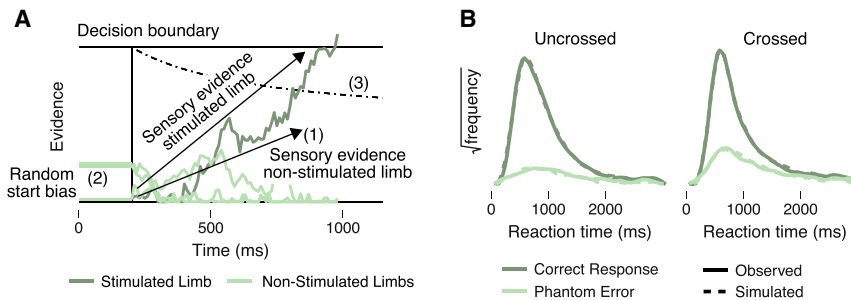 A
Decision boundary
Evidence
Sensory evidence
stimulated limb
(3)
(1)
Sensory evidence
non-stimulated limb
Random
start bias
(2)
0
500
1000
Time (ms)
Stimulated Limb
Non-Stimulated Limbs
B
Uncrossed
Crossed
√frequency
0
1000
2000
0
1000
2000
Reaction time (ms)
Reaction time (ms)
Correct Response
Phantom Error
Observed
Simulated